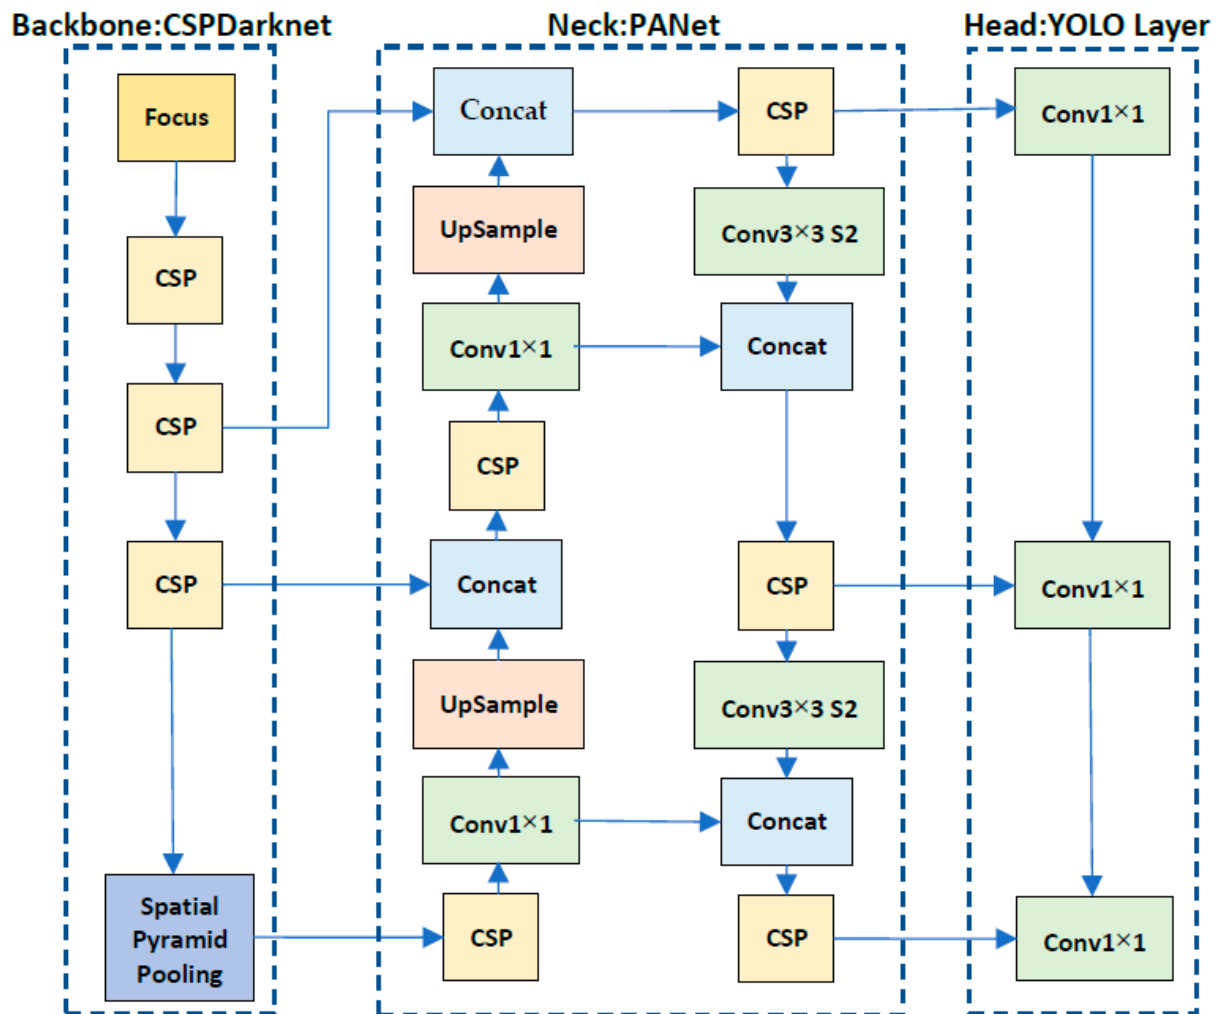 Backbone:CSPDarknet
Neck:PANet
Head:YOLO Layer
Focus
CSP
CSP
CSP
Spatial
Pyramid
Pooling
Concat
UpSample
Conv1×1
CSP
Concat
UpSample
Conv1×1
CSP
CSP
Conv3×3 S2
Concat
CSP
Conv3×3 S2
Concat
CSP
Conv1×1
Conv1×1
Conv1×1